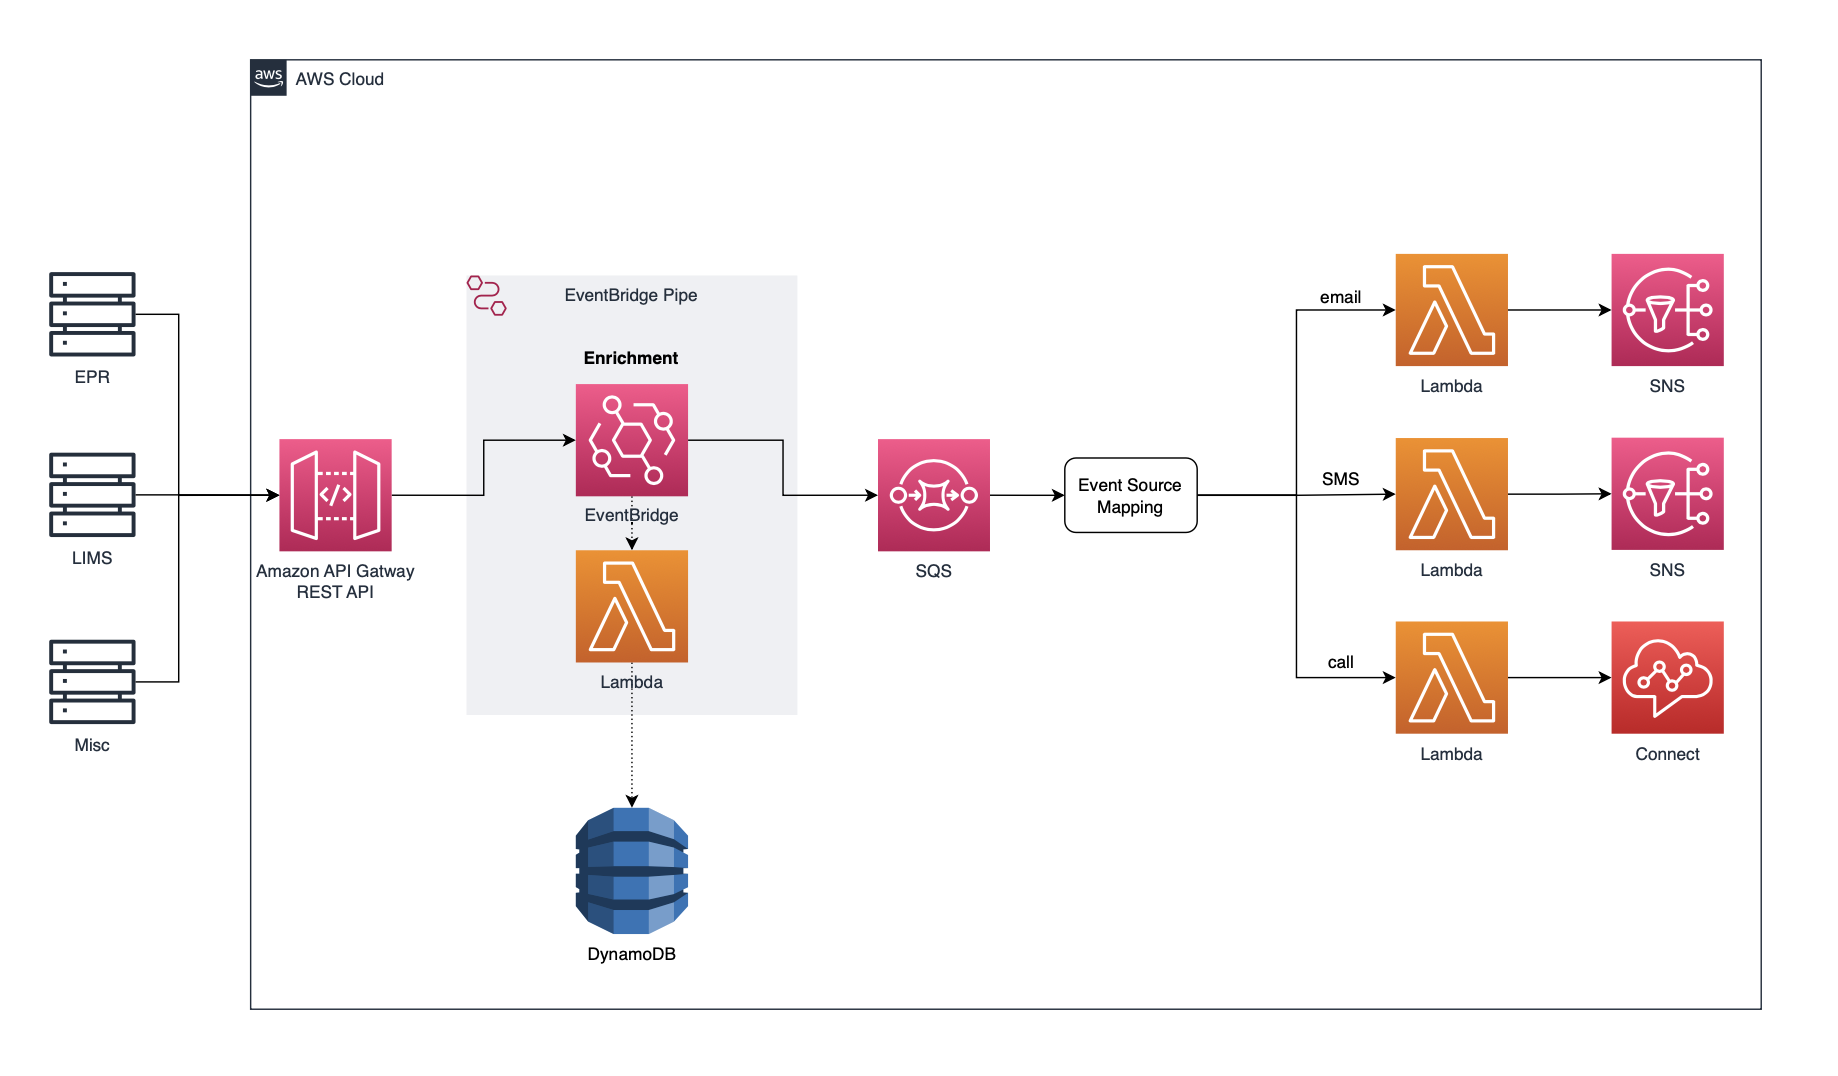 aws
AWS Cloud
EPR
LIMS
Misc
</>
Amazon API Gatway
REST API
EventBridge Pipe
Enrichment
EventBridge
Lambda
DynamoDB
SQS
Event Source
Mapping
email
SMS
call
Lambda
SNS
Lambda
SNS
Lambda
Connect